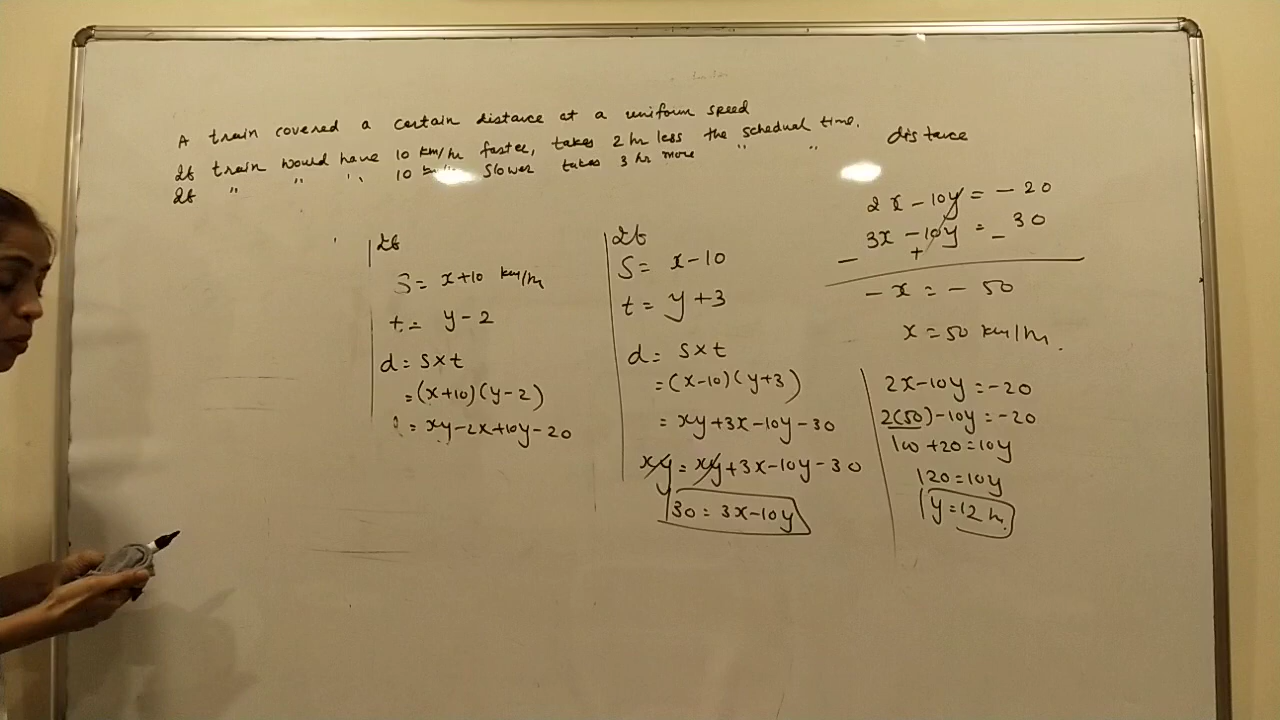 A train covered a certain distance at a uniform speed
If train would have 10 km/hr faster, takes 2 hr less the schedual time.
If " " " 10 slower takes 3 hr more " "
distance
If
S = x+10 km/h
t = y-2
d = s×t
=(x+10)(y-2)
= xy-2x+10y-20
If
S = x-10
t = y+3
d = s×t
=(x-10)(y+3)
= xy+3x-10y-30
xy = xy+3x-10y-30
30 = 3x-10y
2x-10y = -20
3x-10y = 30
- + -
-x = -50
x = 50 km/h.
2x-10y = -20
2(50)-10y = -20
100+20=10y
120=10y
y=12 h